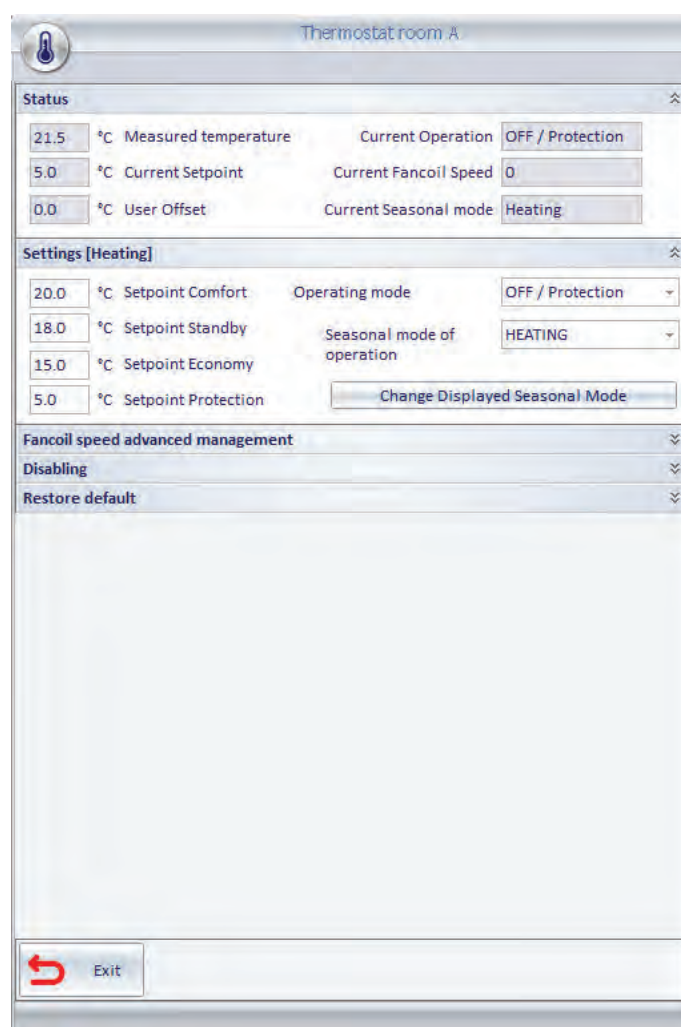 Thermostat room A
Status
21.5 °C Measured temperature Current Operation OFF / Protection
5.0 °C Current Setpoint Current Fancoil Speed 0
0.0 °C User Offset Current Seasonal mode Heating
Settings [Heating]
20.0 °C Setpoint Comfort Operating mode OFF / Protection
18.0 °C Setpoint Standby Seasonal mode of operation HEATING
15.0 °C Setpoint Economy
5.0 °C Setpoint Protection Change Displayed Seasonal Mode
Fancoil speed advanced management
Disabling
Restore default
Exit